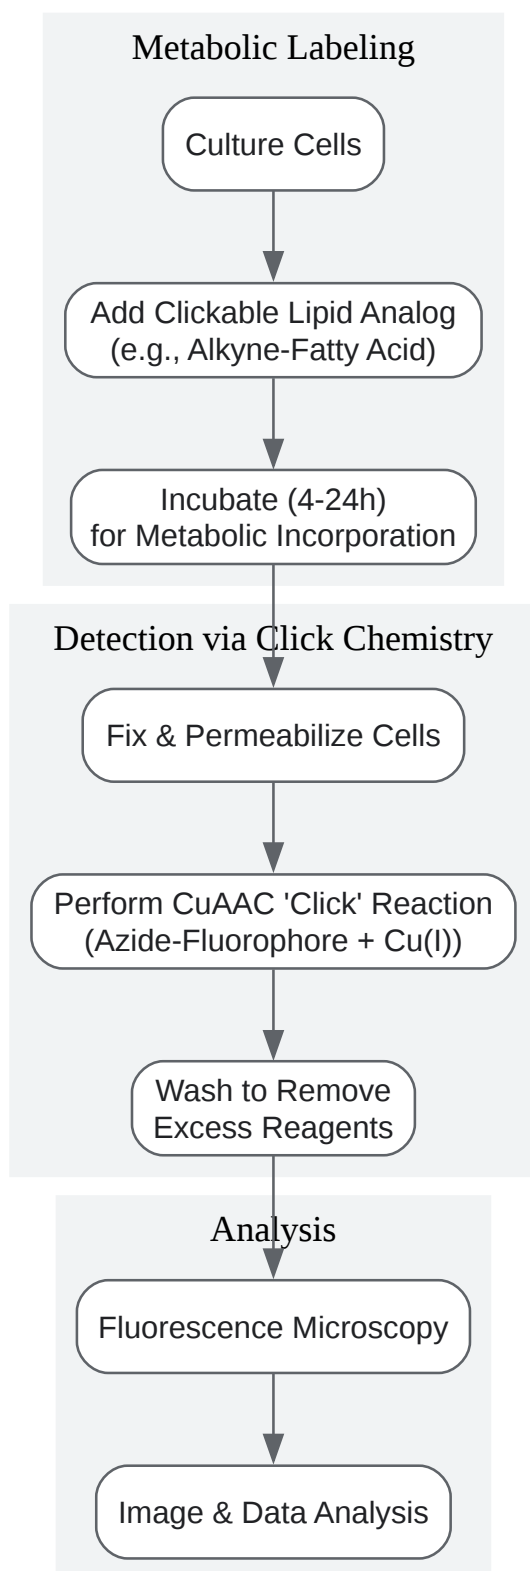 Metabolic Labeling
Culture Cells
Add Clickable Lipid Analog
(e.g., Alkyne-Fatty Acid)
Incubate (4-24h)
for Metabolic Incorporation
Detection via Click Chemistry
Fix & Permeabilize Cells
Perform CuAAC 'Click' Reaction
(Azide-Fluorophore + Cu(I))
Wash to Remove
Excess Reagents
Analysis
Fluorescence Microscopy
Image & Data Analysis